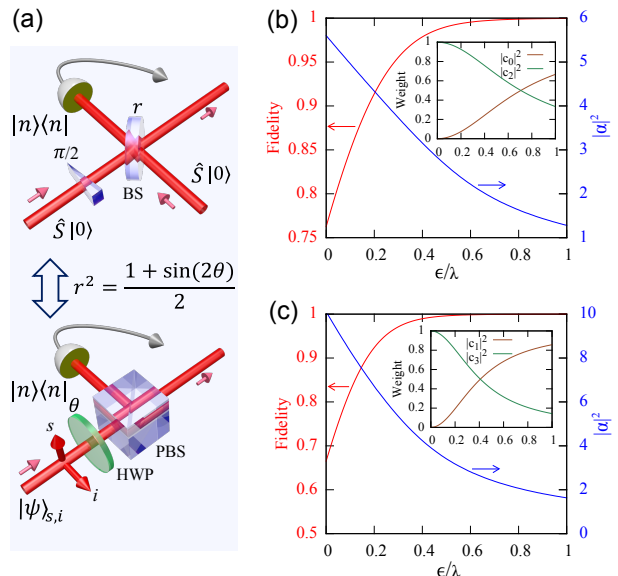 (a)
|n⟩⟨n|
r
π/2
BS
Ŝ|0⟩
Ŝ|0⟩
r² = (1 + sin(2θ))/2
|n⟩⟨n|
θ
s
PBS
HWP
i
|ψ⟩s,i
(b)
1
0.95
0.9
0.85
0.8
0.75
Fidelity
6
5
4
3
2
1
|α|²
0 0.2 0.4 0.6 0.8 1
ϵ/λ
1
0.8
0.6
0.4
0.2
0
Weight
|c₀|²
|c₂|²
0 0.2 0.4 0.6 0.8 1
(c)
1
0.9
0.8
0.7
0.6
0.5
Fidelity
10
8
6
4
2
0
|α|²
0 0.2 0.4 0.6 0.8 1
ϵ/λ
1
0.8
0.6
0.4
0.2
0
Weight
|c₁|²
|c₃|²
0 0.2 0.4 0.6 0.8 1